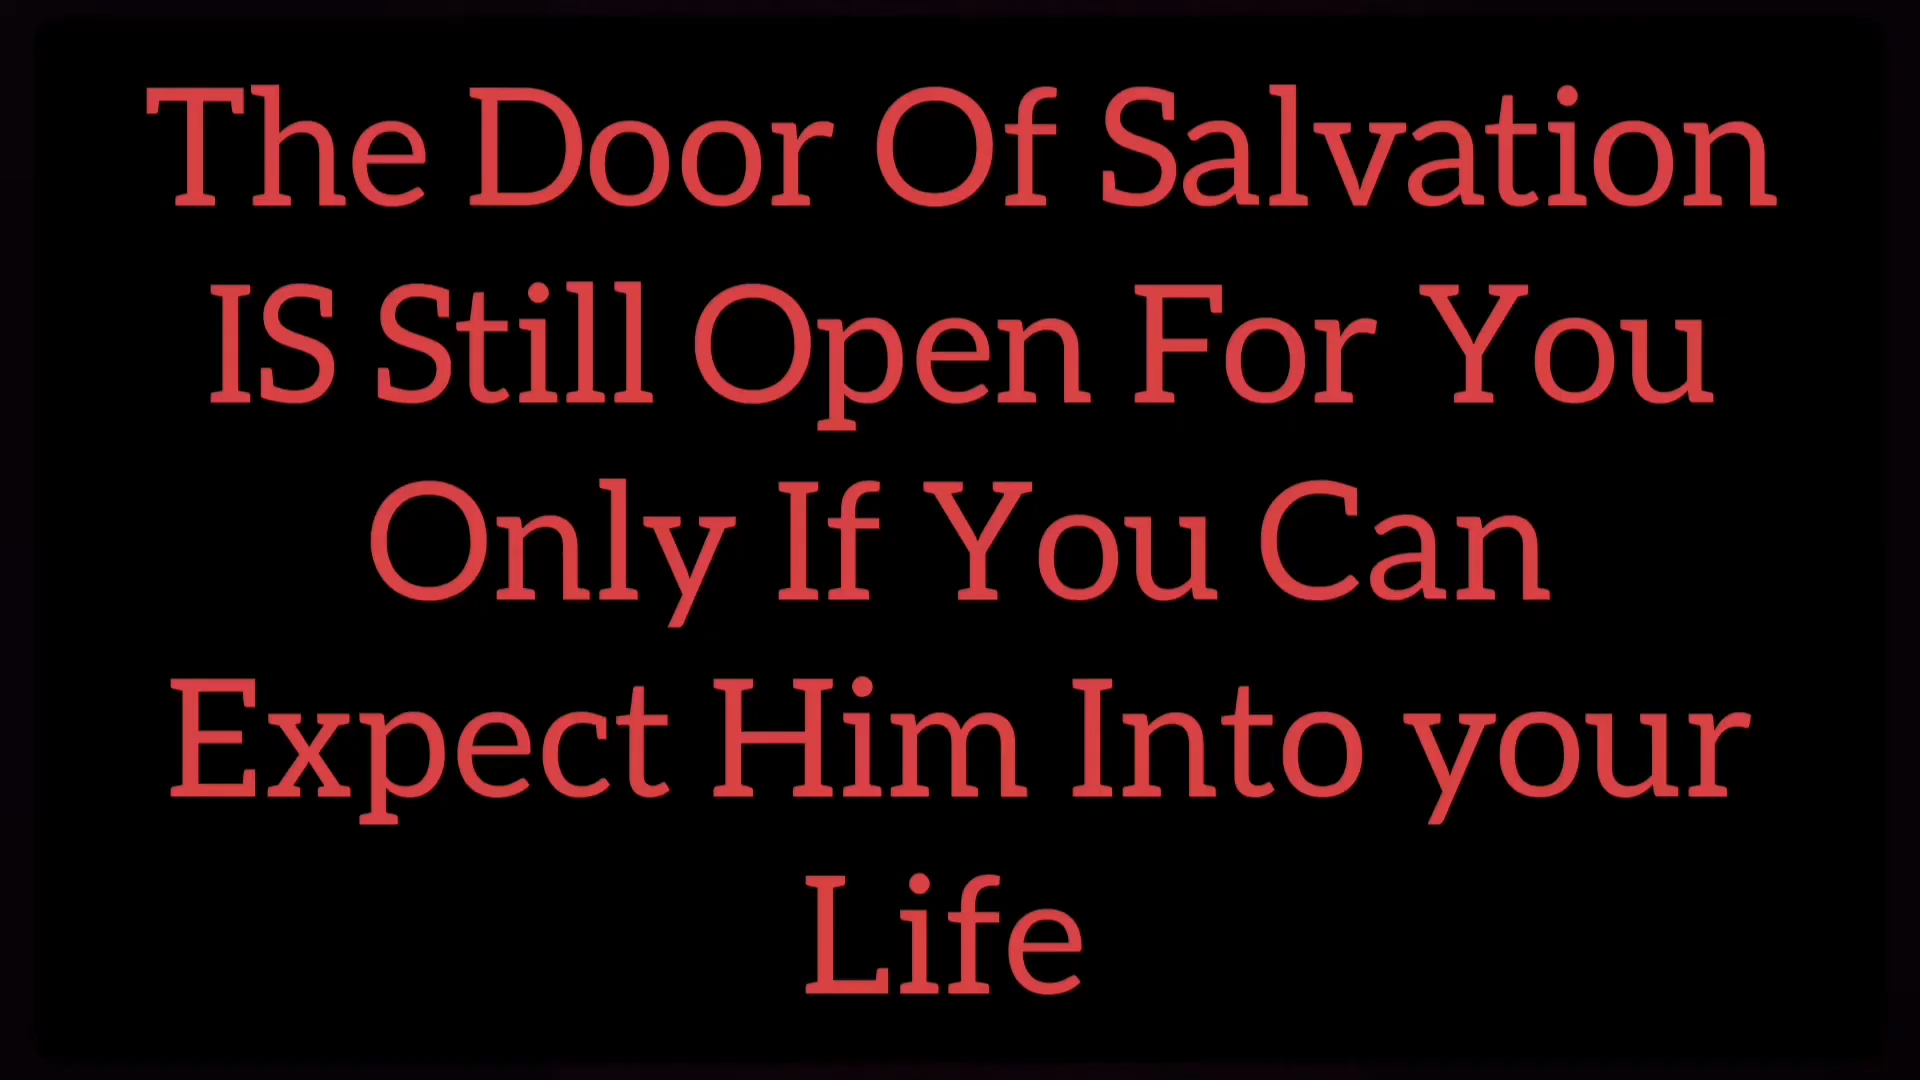 The Door Of Salvation
IS Still Open For You
Only If You Can
Expect Him Into your
Life